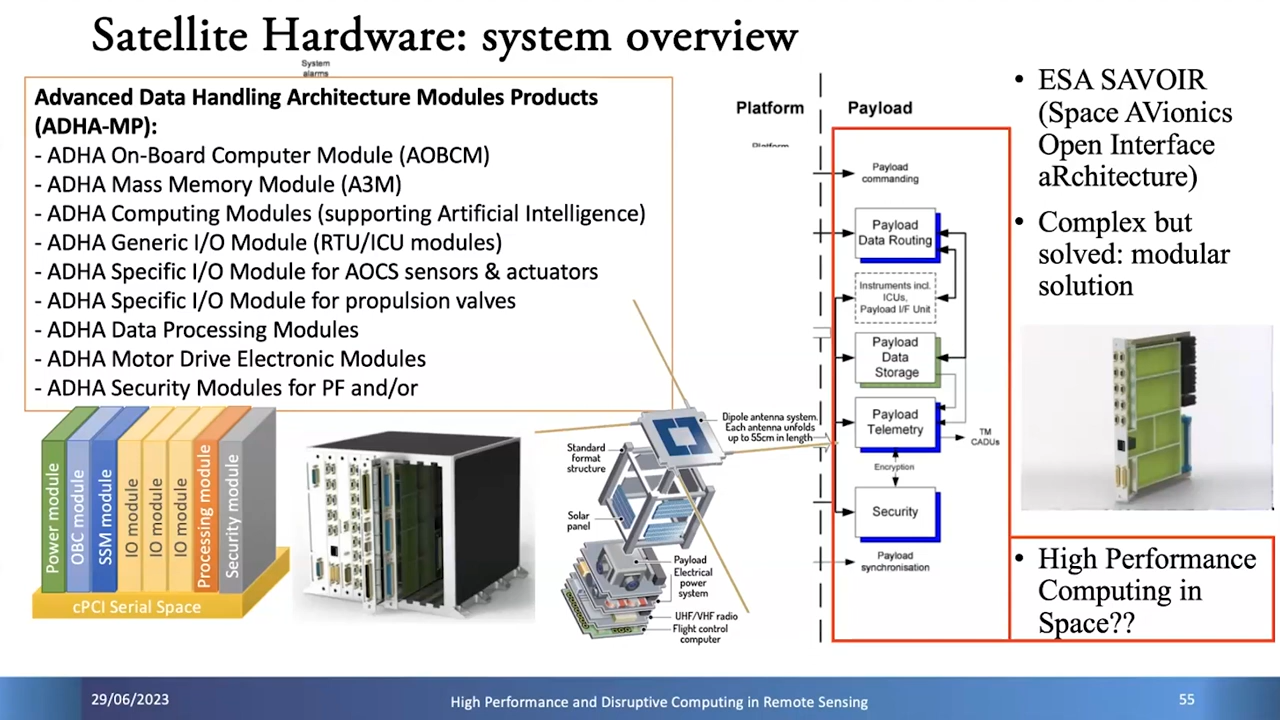 Satellite Hardware: system overview
System
alarms
Advanced Data Handling Architecture Modules Products
(ADHA-MP):
- ADHA On-Board Computer Module (AOBCM)
- ADHA Mass Memory Module (A3M)
- ADHA Computing Modules (supporting Artificial Intelligence)
- ADHA Generic I/O Module (RTU/ICU modules)
- ADHA Specific I/O Module for AOCS sensors & actuators
- ADHA Specific I/O Module for propulsion valves
- ADHA Data Processing Modules
- ADHA Motor Drive Electronic Modules
- ADHA Security Modules for PF and/or
Power module
OBC module
SSM module
IO module
IO module
IO module
Processing module
Security module
cPCI Serial Space
Dipole antenna system.
Each antenna unfolds
up to 55cm in length
Standard
format
structure
Solar
panel
Payload
Electrical
power
system
UHF/VHF radio
Flight control
computer
Platform
Payload
Platform
Payload
commanding
Payload
Data Routing
Instruments incl.
ICUs,
Payload I/F Unit
Payload
Data
Storage
Payload
Telemetry
TM
CADUs
Encryption
Security
Payload
synchronisation
• ESA SAVOIR
(Space AVionics
Open Interface
aRchitecture)
• Complex but
solved: modular
solution
• High Performance
Computing in
Space??
29/06/2023
High Performance and Disruptive Computing in Remote Sensing
55